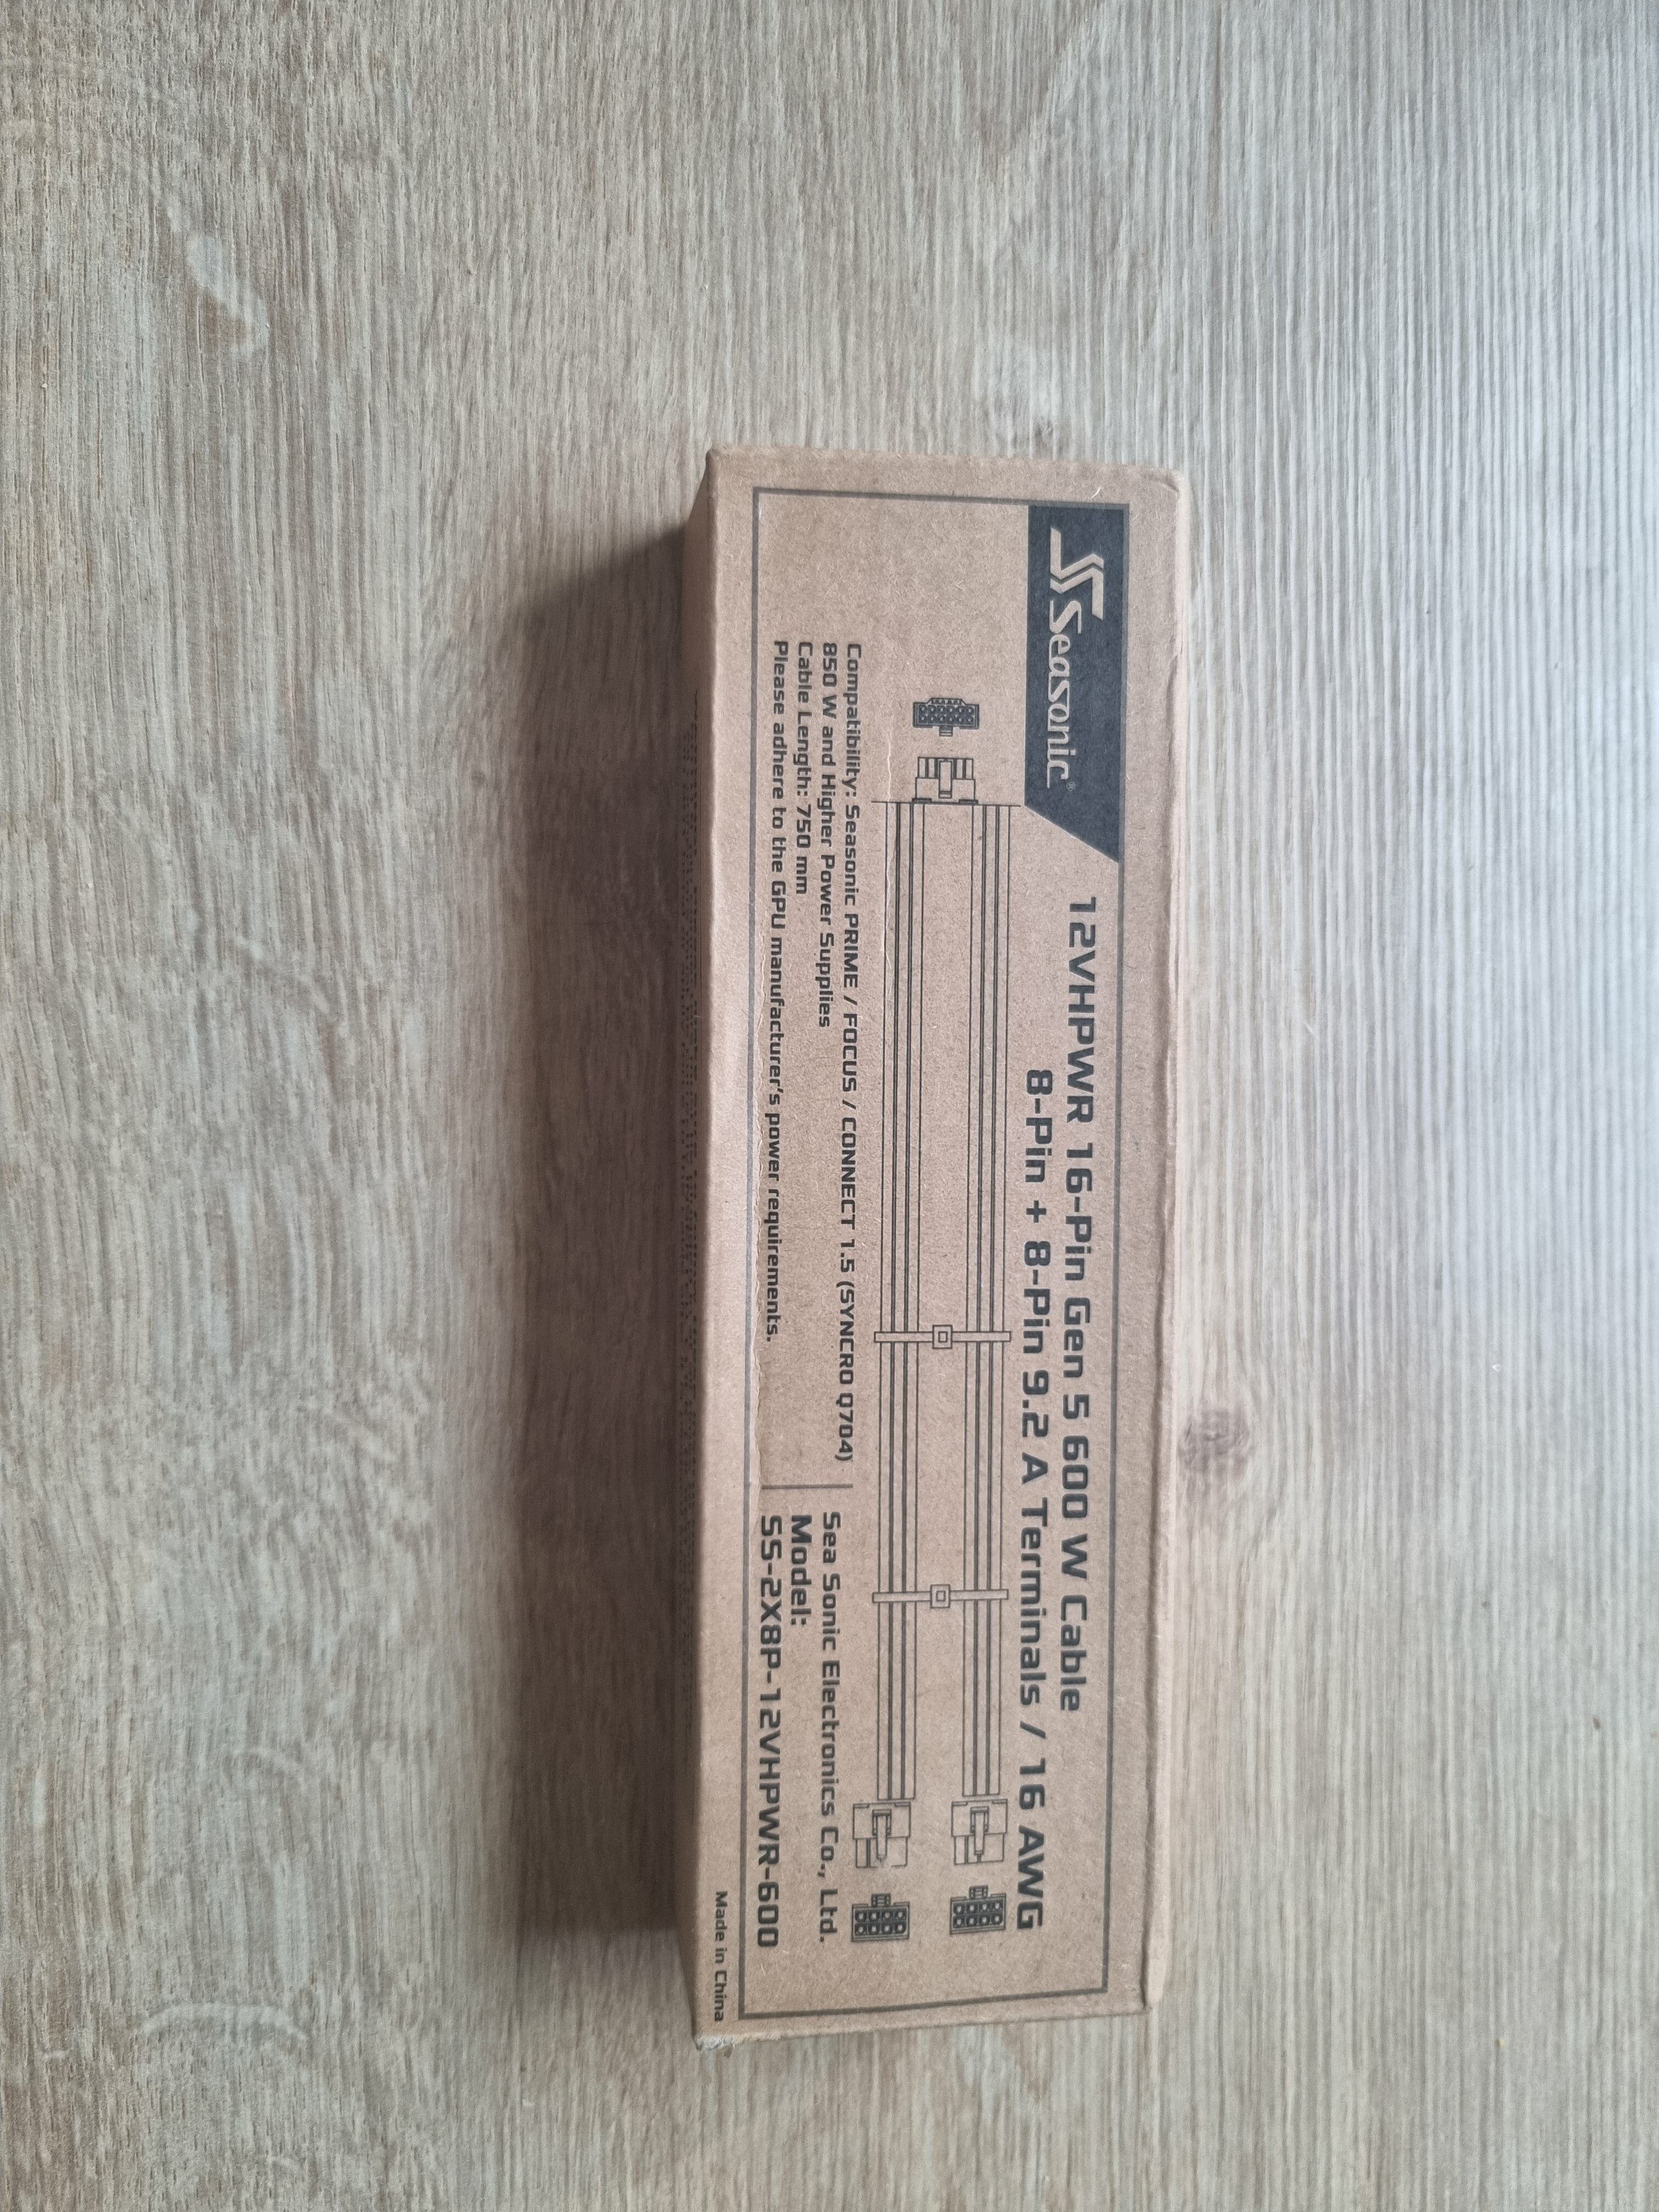 Seasonic®
12VHPWR 16-Pin Gen 5 600 W Cable
8-Pin + 8-Pin 9.2 A Terminals / 16 AWG
Compatibility: Seasonic PRIME / FOCUS / CONNECT 1.5 (SYNCRO Q704)
850 W and Higher Power Supplies
Cable Length: 750 mm
Please adhere to the GPU manufacturer's power requirements.
Sea Sonic Electronics Co., Ltd.
Model:
SS-2X8P-12VHPWR-600
Made in China